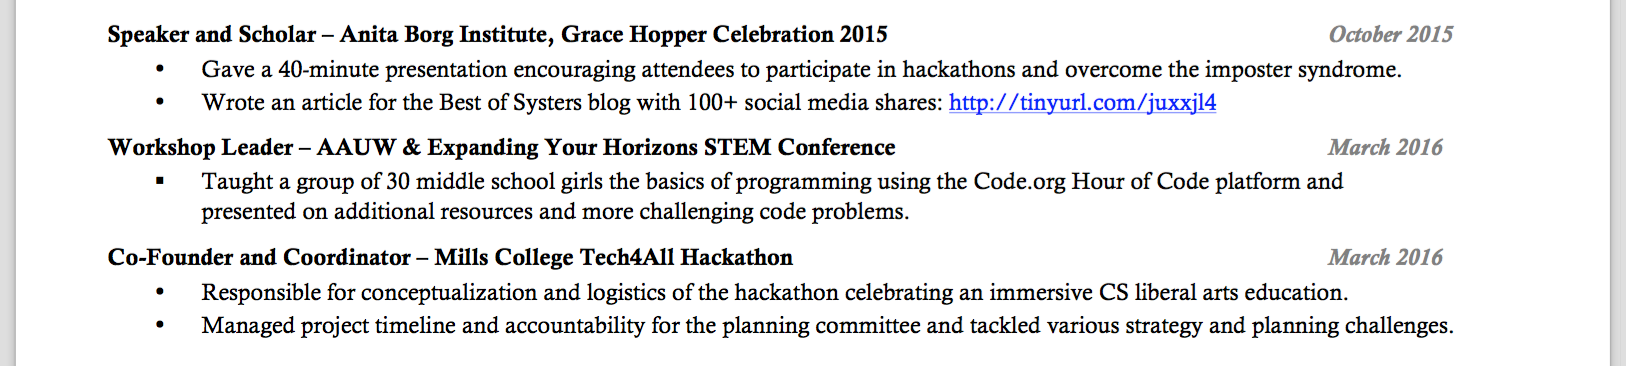 Speaker and Scholar – Anita Borg Institute, Grace Hopper Celebration 2015 October 2015
• Gave a 40-minute presentation encouraging attendees to participate in hackathons and overcome the imposter syndrome.
• Wrote an article for the Best of Systers blog with 100+ social media shares: http://tinyurl.com/juxxjl4
Workshop Leader – AAUW & Expanding Your Horizons STEM Conference March 2016
▪ Taught a group of 30 middle school girls the basics of programming using the Code.org Hour of Code platform and
presented on additional resources and more challenging code problems.
Co-Founder and Coordinator – Mills College Tech4All Hackathon March 2016
• Responsible for conceptualization and logistics of the hackathon celebrating an immersive CS liberal arts education.
• Managed project timeline and accountability for the planning committee and tackled various strategy and planning challenges.